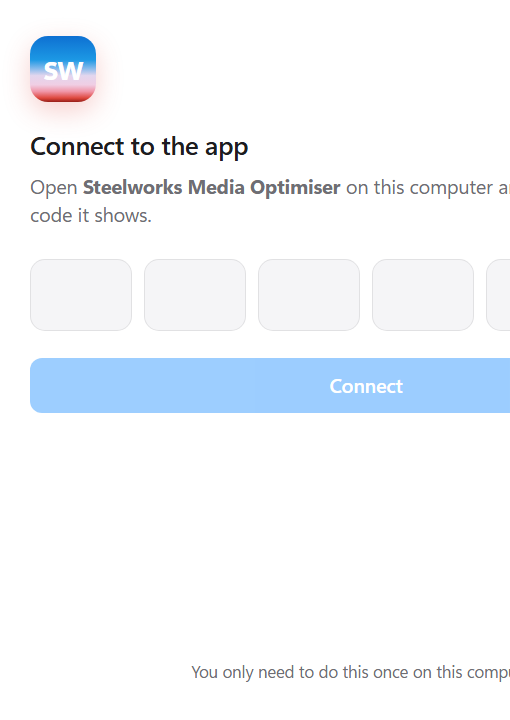 SW
Connect to the app
Open Steelworks Media Optimiser on this computer
code it shows.
Connect
You only need to do this once on this